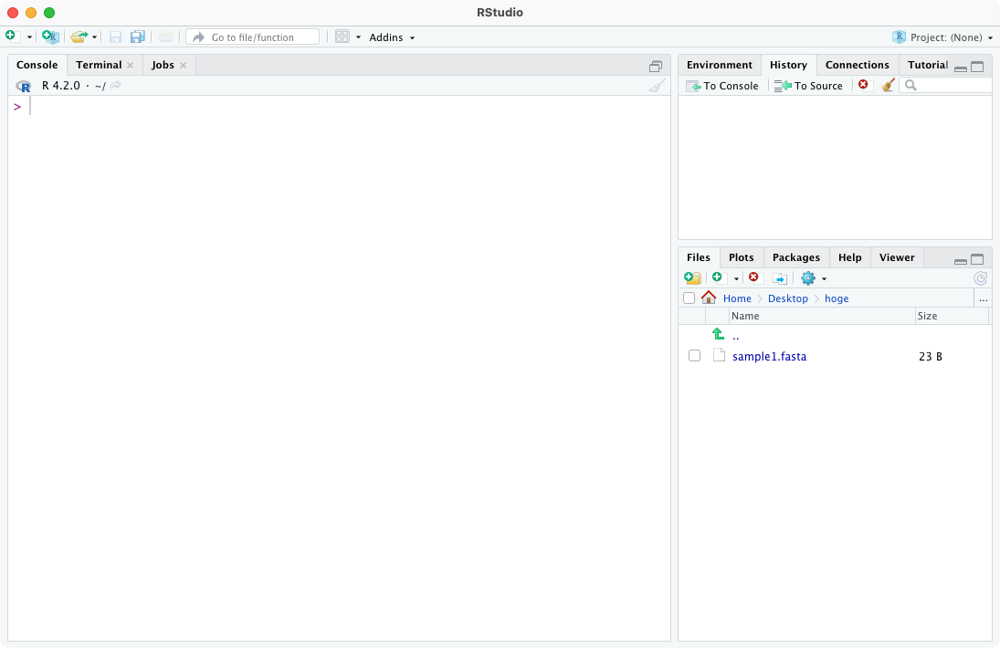 RStudio
Go to file/function
Addins
R Project: (None)
Console Terminal Jobs
R R 4.2.0 · ~/
>
Environment History Connections Tutorial
To Console To Source
Files Plots Packages Help Viewer
Home Desktop hoge ...
Name Size
..
sample1.fasta 23 B